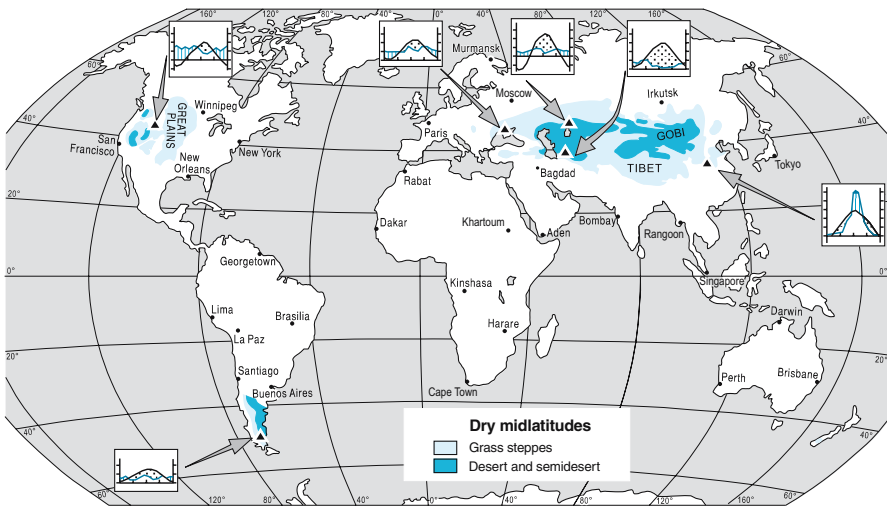 160°
120°
80°
40°
0°
40°
80°
120°
160°
60°
60°
Murmansk
Moscow
Irkutsk
Winnipeg
GREAT
PLAINS
40°
40°
San
Francisco
New York
Paris
GOBI
New
Orleans
TIBET
Tokyo
Bagdad
Rabat
20°
20°
Dakar
Khartoum
Aden
Bombay
Rangoon
Georgetown
0°
0°
Kinshasa
Singapore
Lima
Brasilia
Darwin
La Paz
Harare
20°
20°
Santiago
Buenos Aires
Cape Town
Perth
Brisbane
Dry midlatitudes
Grass steppes
Desert and semidesert
40°
40°
160°
120°
80°
40°
0°
40°
80°
120°
160°